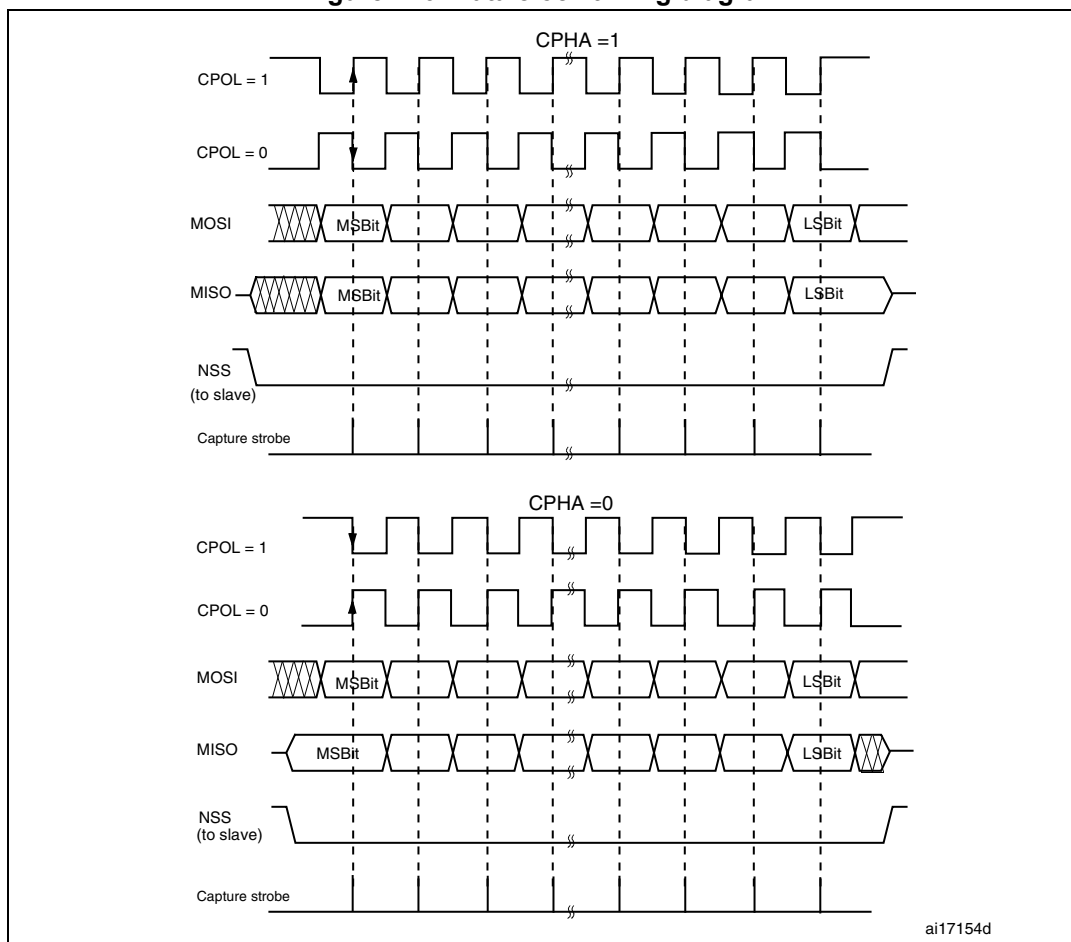 CPHA =1
CPOL = 1
CPOL = 0
MOSI
MSBit
LSBit
MISO
MSBit
LSBit
NSS
(to slave)
Capture strobe
CPHA =0
CPOL = 1
CPOL = 0
MOSI
MSBit
LSBit
MISO
MSBit
LSBit
NSS
(to slave)
Capture strobe
ai17154d